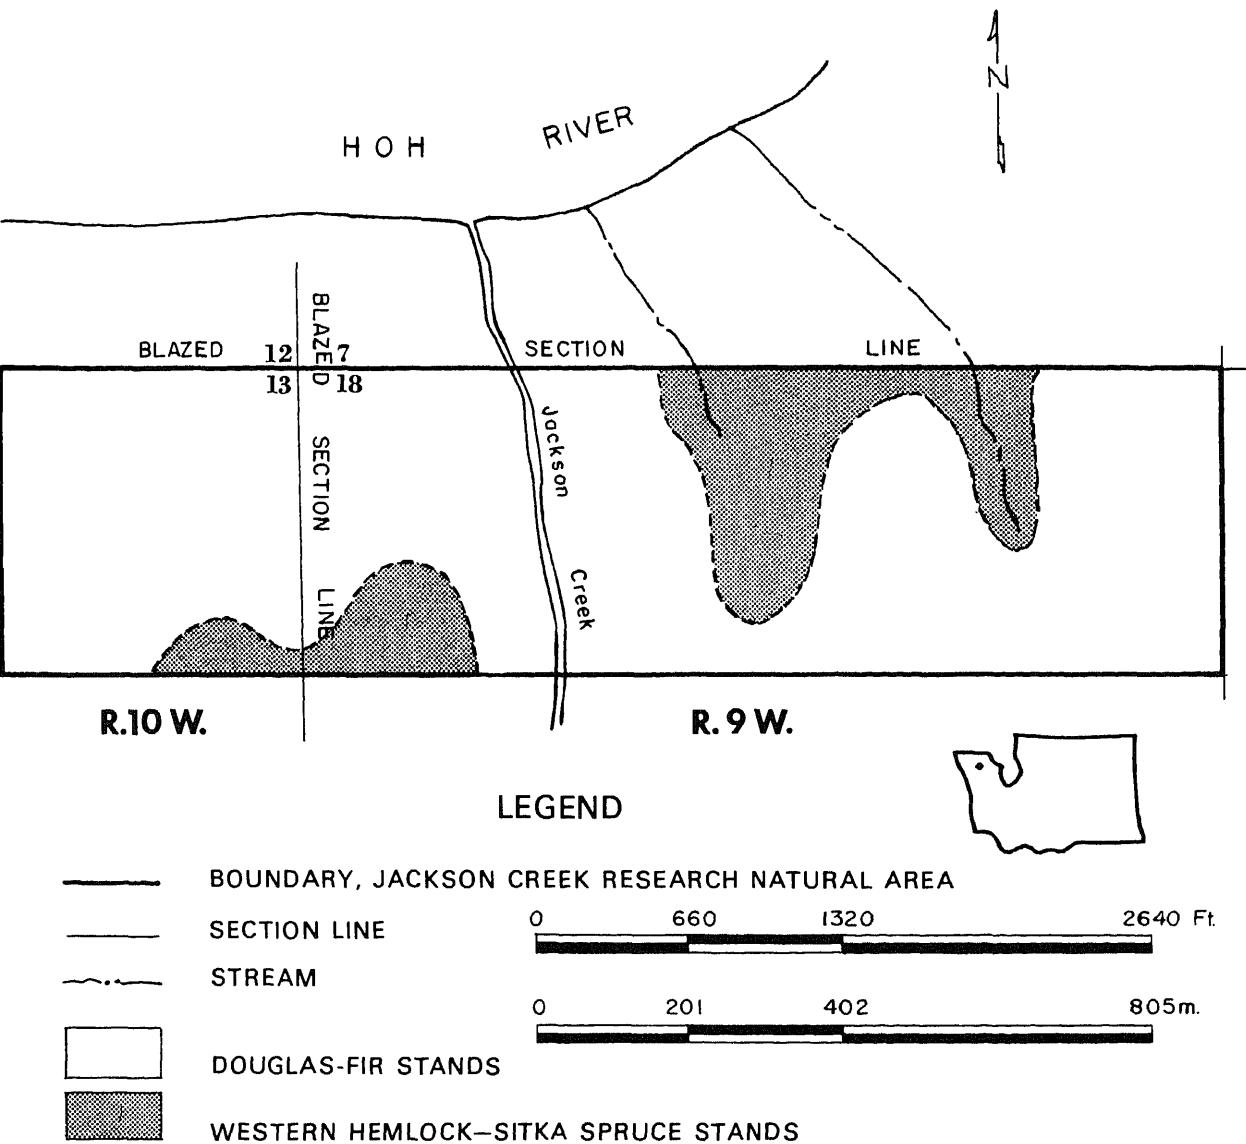 N
HOH RIVER
BLAZED SECTION LINE
12 7
13 18
BLAZED SECTION LINE
Jackson Creek
R.10 W. R. 9 W.
LEGEND
BOUNDARY, JACKSON CREEK RESEARCH NATURAL AREA
SECTION LINE
STREAM
DOUGLAS-FIR STANDS
WESTERN HEMLOCK–SITKA SPRUCE STANDS
0 660 1320 2640 Ft.
0 201 402 805m.